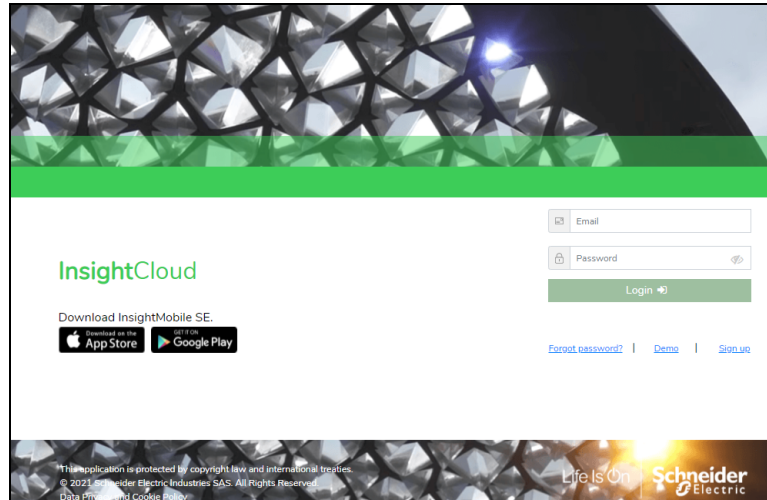 Email
Password
InsightCloud
Login
Download InsightMobile SE.
Download on the
App Store
GET IT ON
Google Play
Forgot password?
Demo
Sign up
*This application is protected by copyright law and international treaties.
© 2021 Schneider Electric Industries SAS. All Rights Reserved.
Data Privacy and Cookie Policy
Life Is On
Schneider
Electric